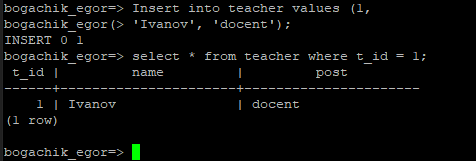 bogachik_egor=> Insert into teacher values (1,
bogachik_egor(> 'Ivanov', 'docent');
INSERT 0 1
bogachik_egor=> select * from teacher where t_id = 1;
 t_id |         name         |         post
------+----------------------+----------------------
    1 | Ivanov               | docent
(1 row)
bogachik_egor=>